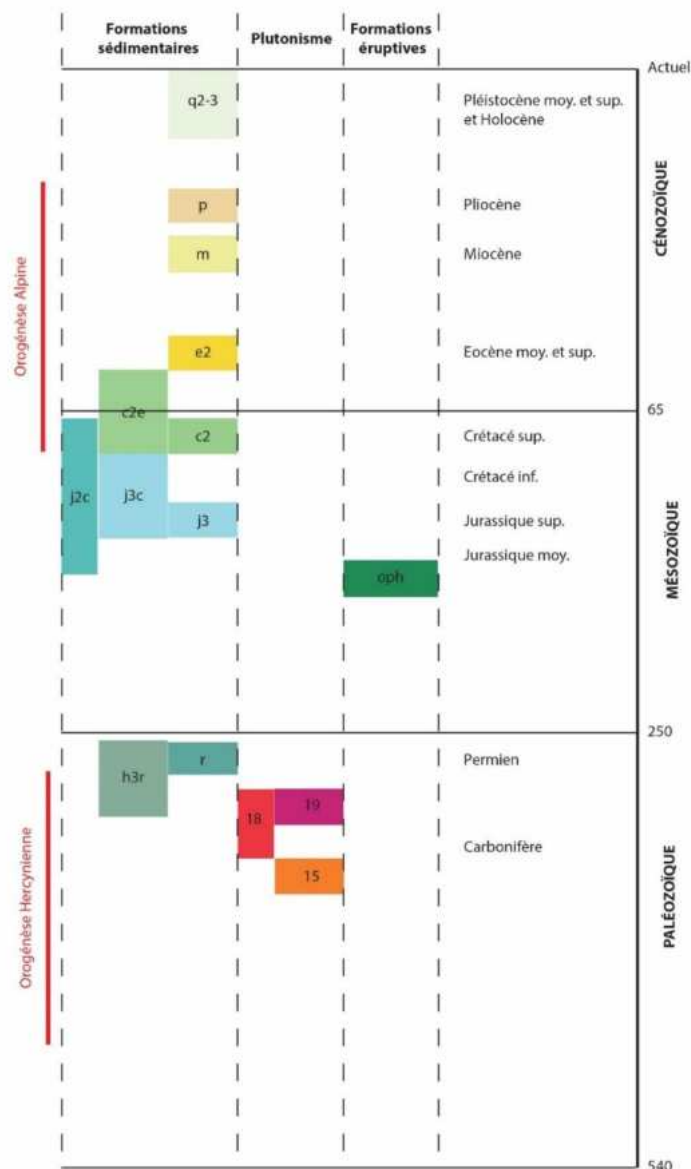 Formations
sédimentaires
Plutonisme
Formations
éruptives
Actuel
q2-3
Pléistocène moy. et sup.
et Holocène
CÉNOZOÏQUE
Orogénèse Alpine
p
Pliocène
m
Miocène
e2
Eocène moy. et sup.
c2e
65
c2
Crétacé sup.
j2c
j3c
Crétacé inf.
j3
Jurassique sup.
Jurassique moy.
oph
MÉSOZOÏQUE
250
h3r
r
Permien
18
19
Carbonifère
15
PALÉOZOÏQUE
Orogénèse Hercynienne
540